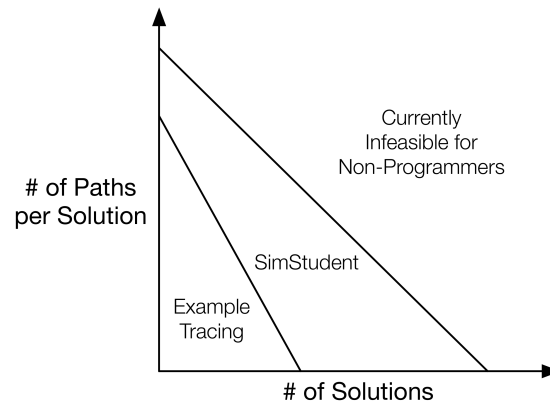 Currently
Infeasible for
Non-Programmers
# of Paths
per Solution
SimStudent
Example
Tracing
# of Solutions